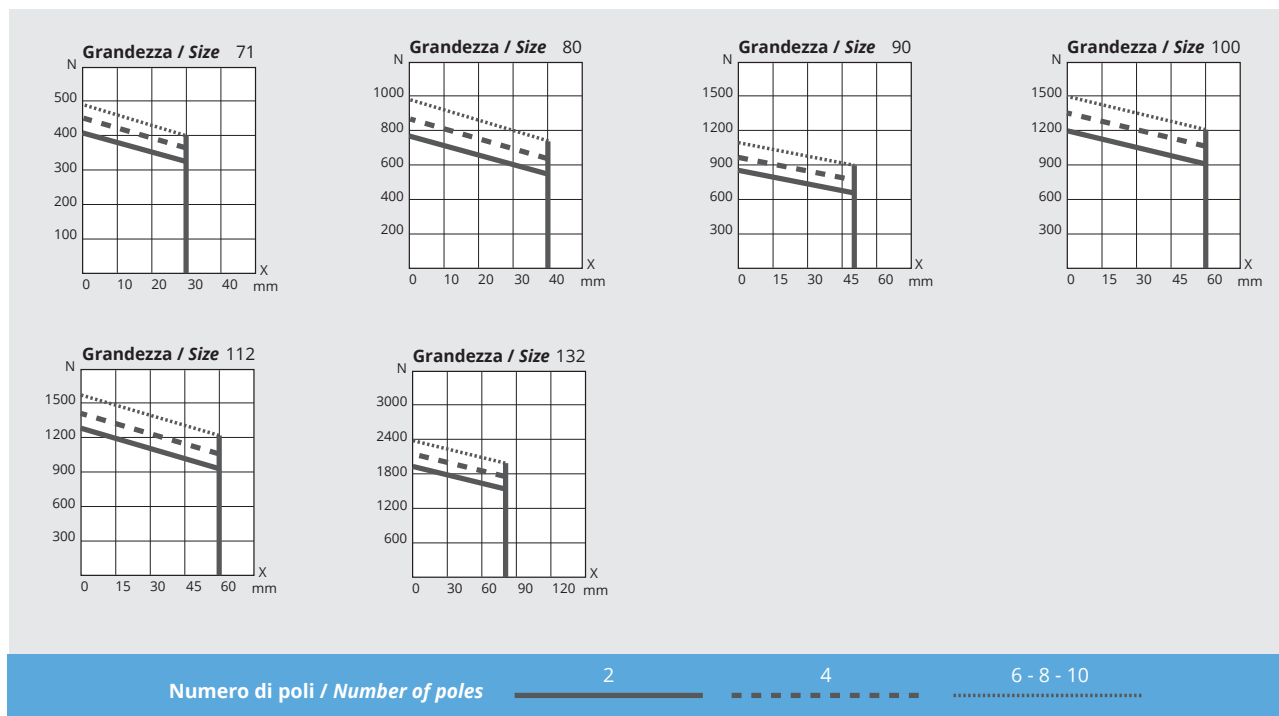 Grandezza / Size 71
N
500
400
300
200
100
X
0 10 20 30 40 mm
Grandezza / Size 80
N
1000
800
600
400
200
X
0 10 20 30 40 mm
Grandezza / Size 90
N
1500
1200
900
600
300
X
0 15 30 45 60 mm
Grandezza / Size 100
N
1500
1200
900
600
300
X
0 15 30 45 60 mm
Grandezza / Size 112
N
1500
1200
900
600
300
X
0 15 30 45 60 mm
Grandezza / Size 132
N
3000
2400
1800
1200
600
X
0 30 60 90 120 mm
Numero di poli / Number of poles 2 4 6 - 8 - 10